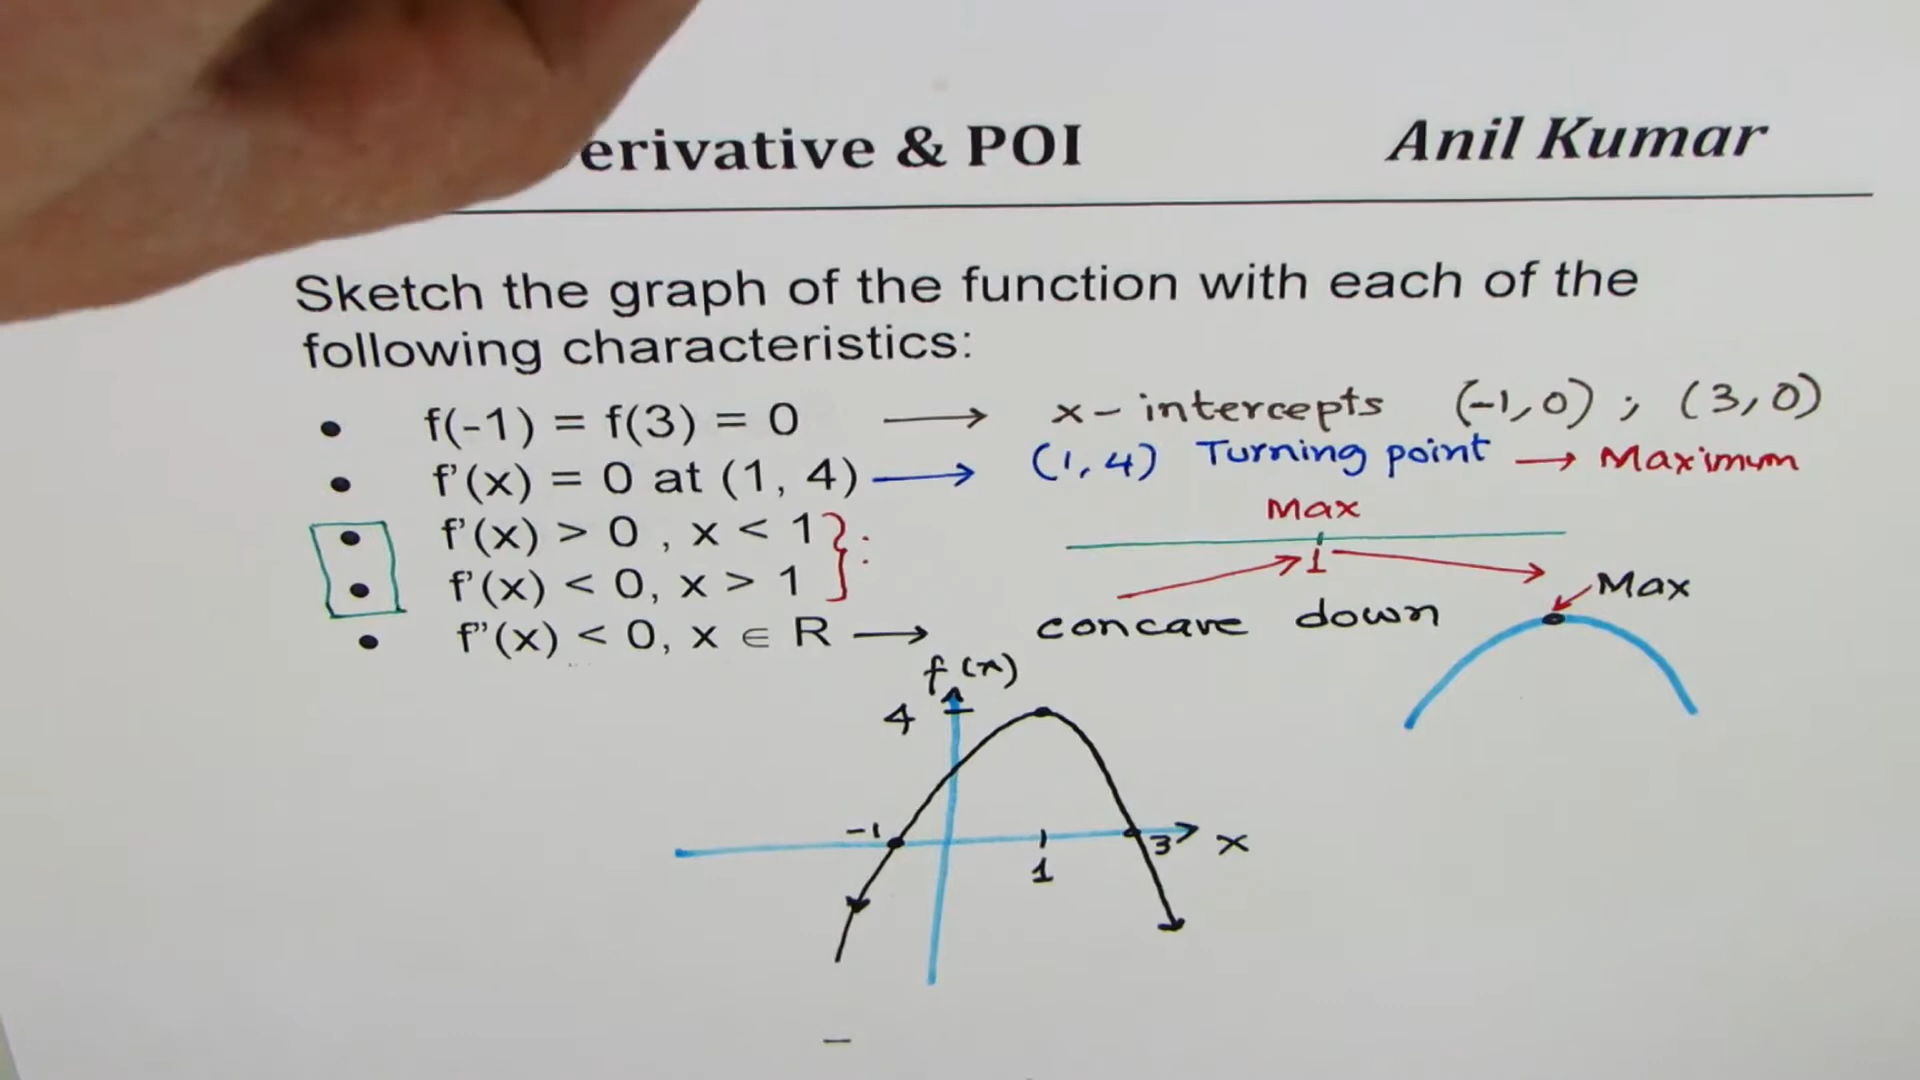 erivative & POI Anil Kumar
Sketch the graph of the function with each of the
following characteristics:
• f(-1) = f(3) = 0 → x-intercepts (-1, 0) ; (3, 0)
• f'(x) = 0 at (1, 4) → (1, 4) Turning point → Maximum
Max
• f'(x) > 0 , x < 1 } :
1
• f'(x) < 0, x > 1
Max
• f''(x) < 0, x ∈ R → concave down
f(x)
4
-1
3 x
1